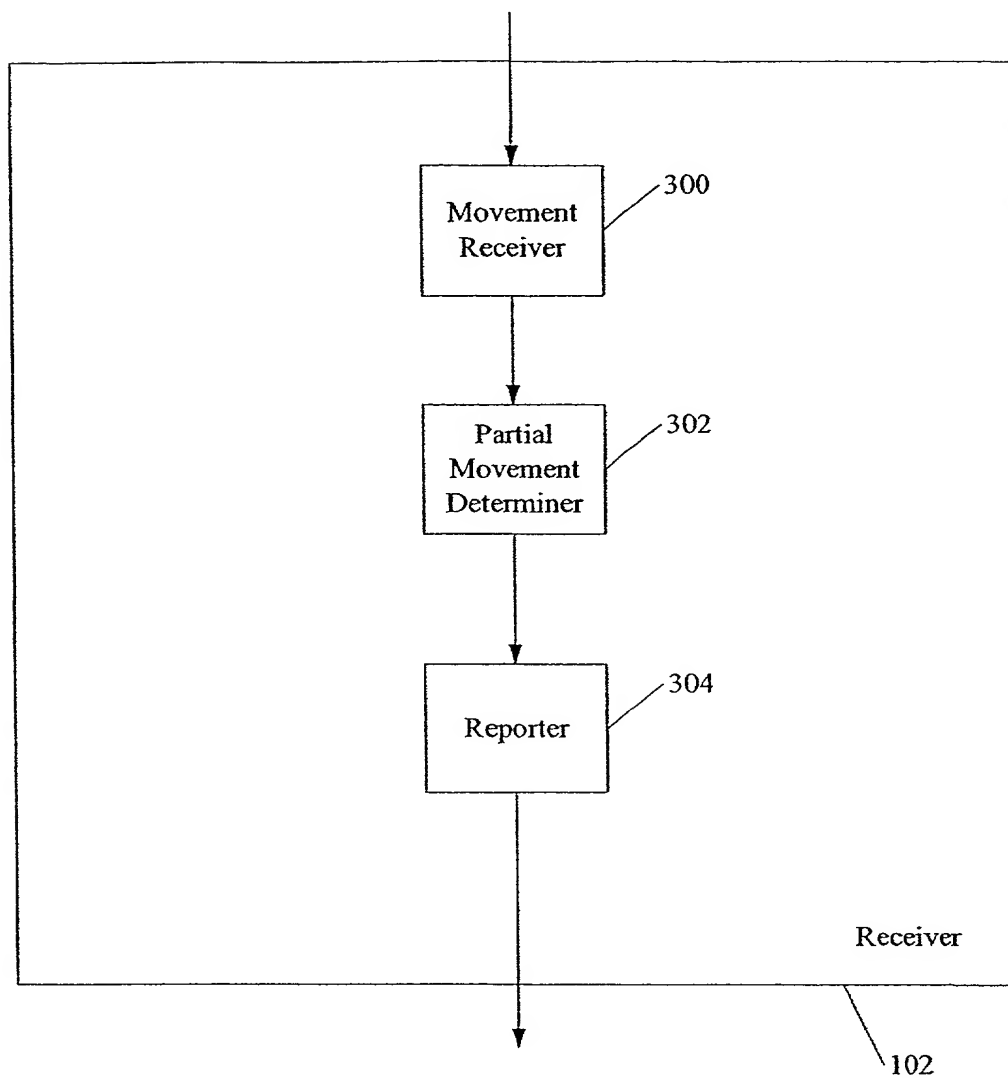 Movement
Receiver
300
Partial
Movement
Determiner
302
Reporter
304
Receiver
102